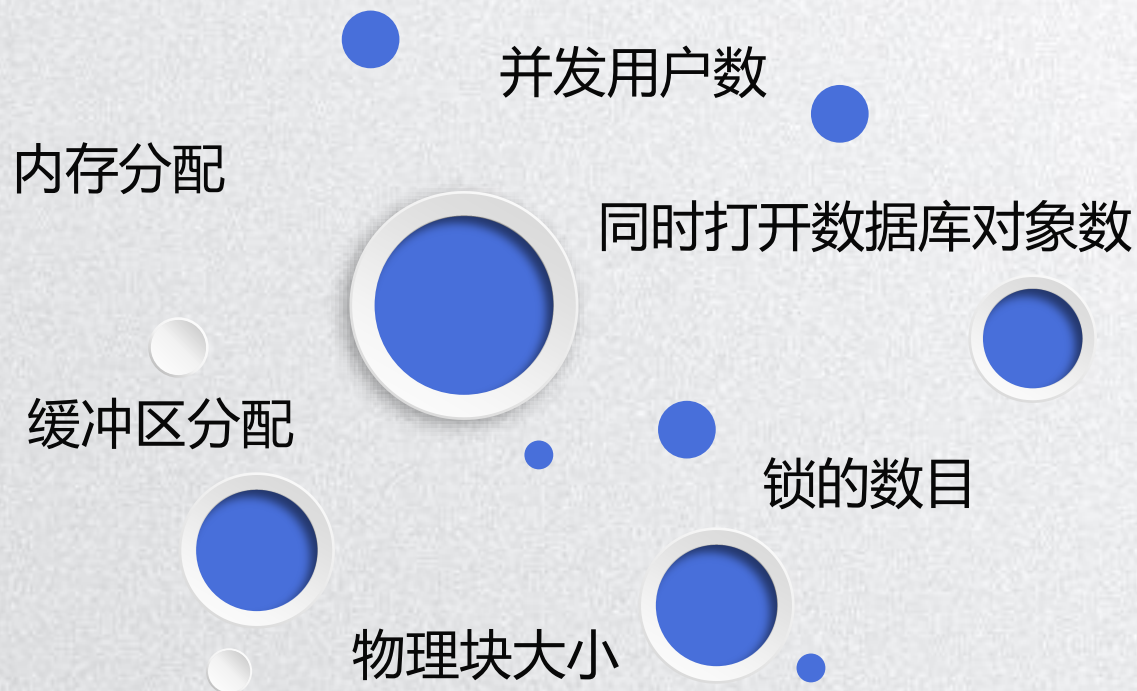 并发用户数
内存分配
同时打开数据库对象数
缓冲区分配
锁的数目
物理块大小